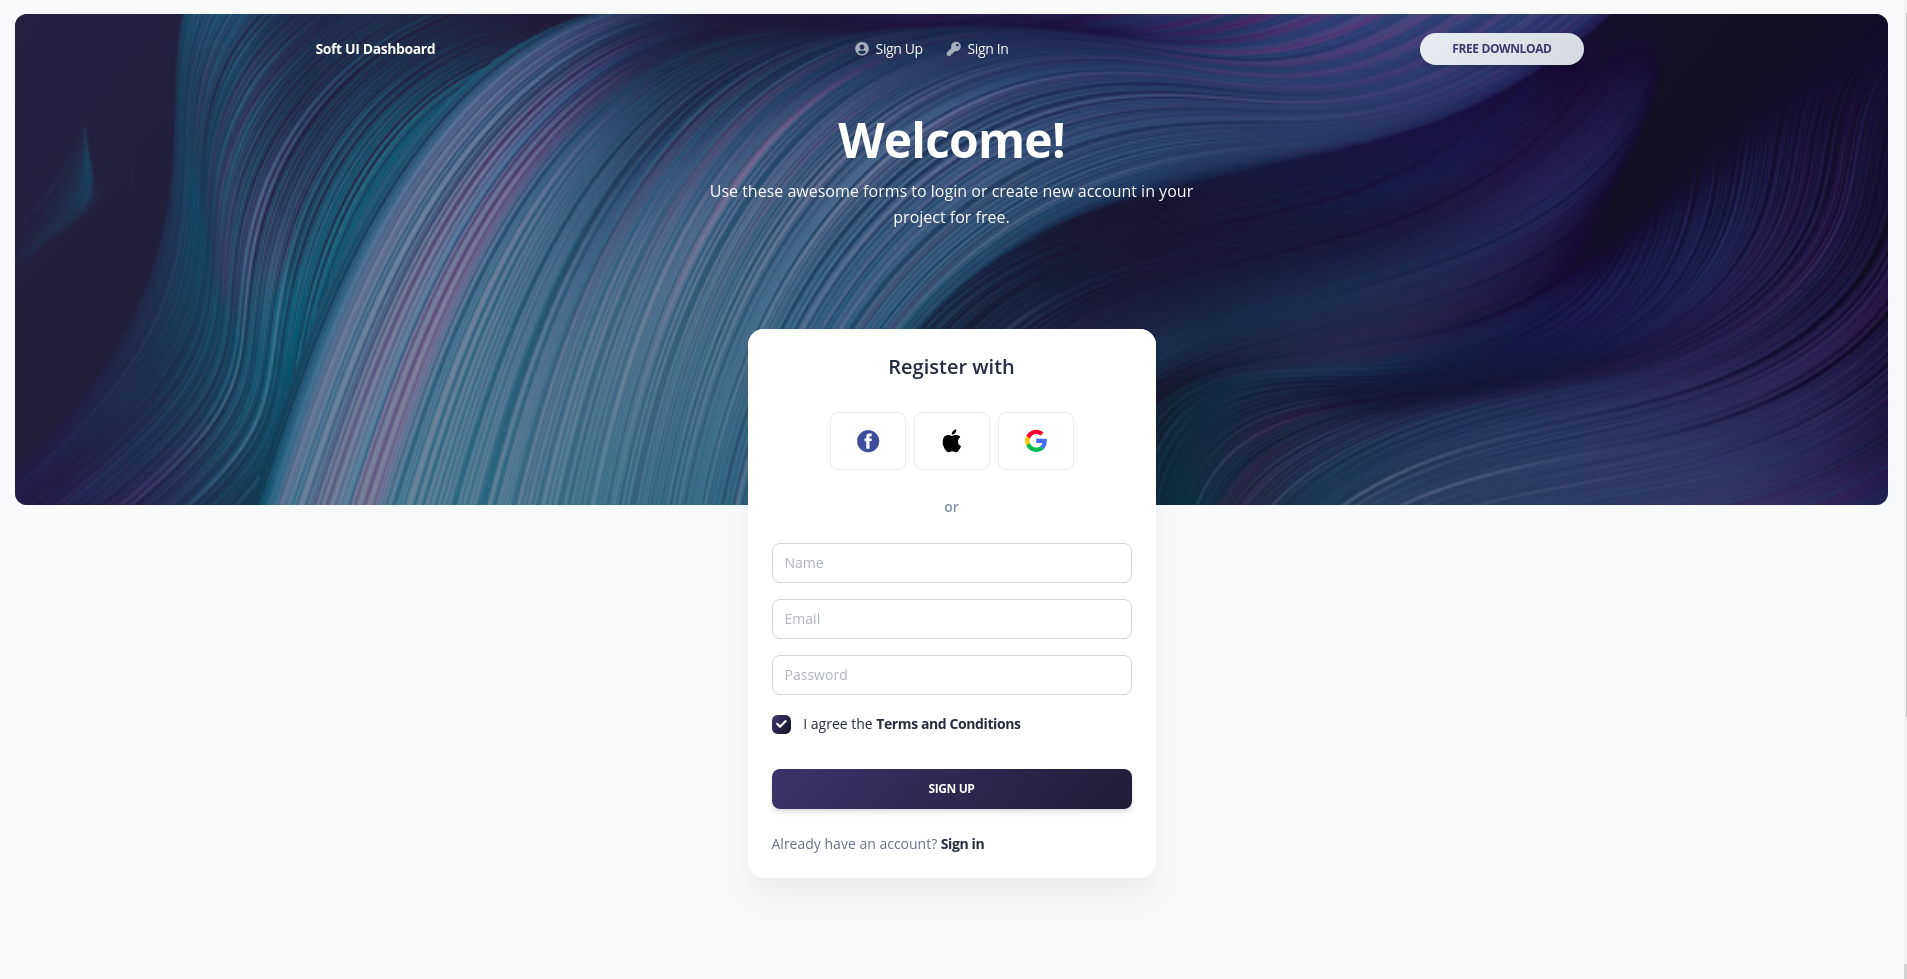 Soft UI Dashboard
Sign Up
Sign In
FREE DOWNLOAD
Welcome!
Use these awesome forms to login or create new account in your
project for free.
Register with
or
Name
Email
Password
I agree the Terms and Conditions
SIGN UP
Already have an account? Sign in